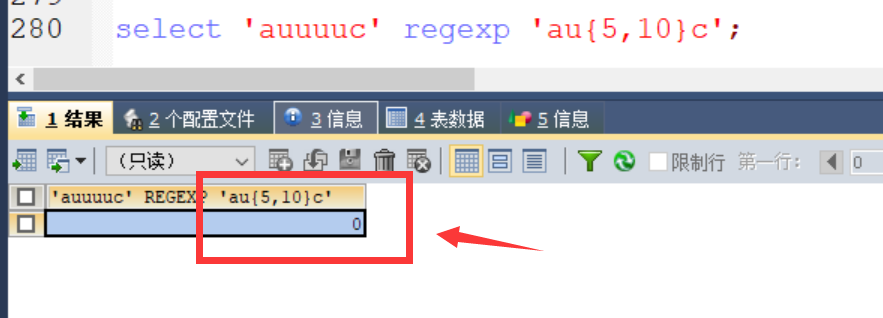 280 select 'auuuuc' regexp 'au{5,10}c';
1 结果 2 个配置文件 3 信息 4 表数据 5 信息
（只读） 限制行 第一行: 0
'auuuuc' REGEXP 'au{5,10}c'
0